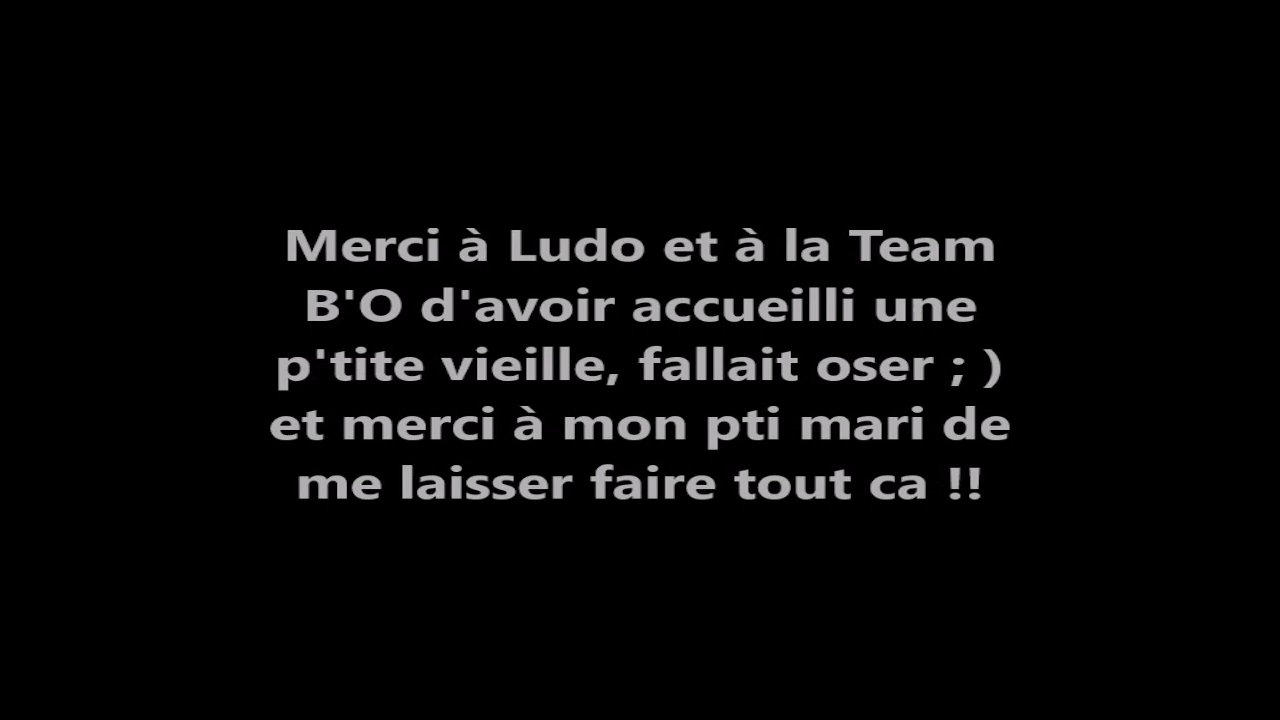 Merci à Ludo et à la Team
B'O d'avoir accueilli une
p'tite vieille, fallait oser ; )
et merci à mon pti mari de
me laisser faire tout ca !!